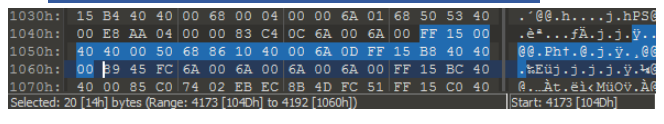 1030h: 15 B4 40 40 00 68 00 04 00 00 6A 01 68 50 53 40 .´@@.h....j.hPS@
1040h: 00 E8 AA 04 00 00 83 C4 0C 6A 00 6A 00 FF 15 00 .èª...ƒÄ.j.j.ÿ..
1050h: 40 40 00 50 68 86 10 40 00 6A 0D FF 15 B8 40 40 @@.Ph†.@.j.ÿ.¸@@
1060h: 00 89 45 FC 6A 00 6A 00 6A 00 6A 00 FF 15 BC 40 .‰Eüj.j.j.j.ÿ.¼@
1070h: 40 00 85 C0 74 02 EB EC 8B 4D FC 51 FF 15 C0 40 @.…Àt.ëì‹MüQÿ.À@
Selected: 20 [14h] bytes (Range: 4173 [104Dh] to 4192 [1060h]) Start: 4173 [104Dh]